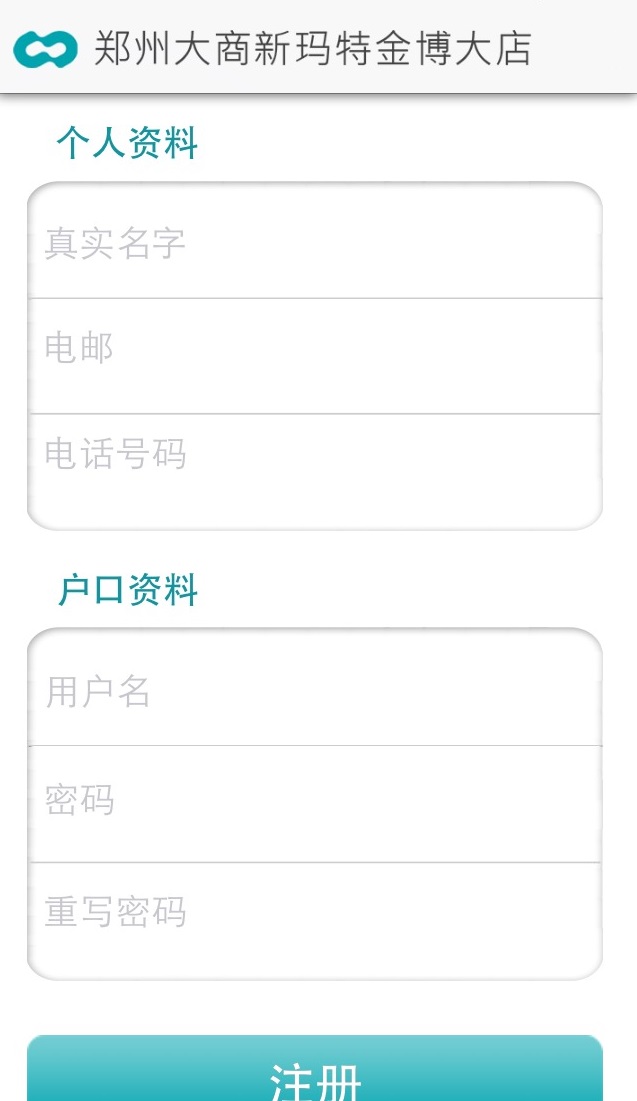 郑州大商新玛特金博大店
个人资料
真实名字
电邮
电话号码
户口资料
用户名
密码
重写密码
注册